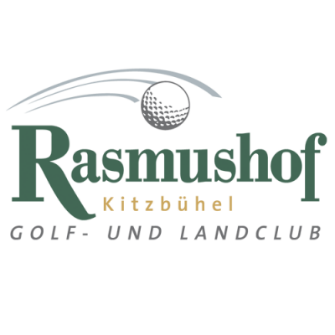 Rasmushof
Kitzbühel
GOLF- UND LANDCLUB